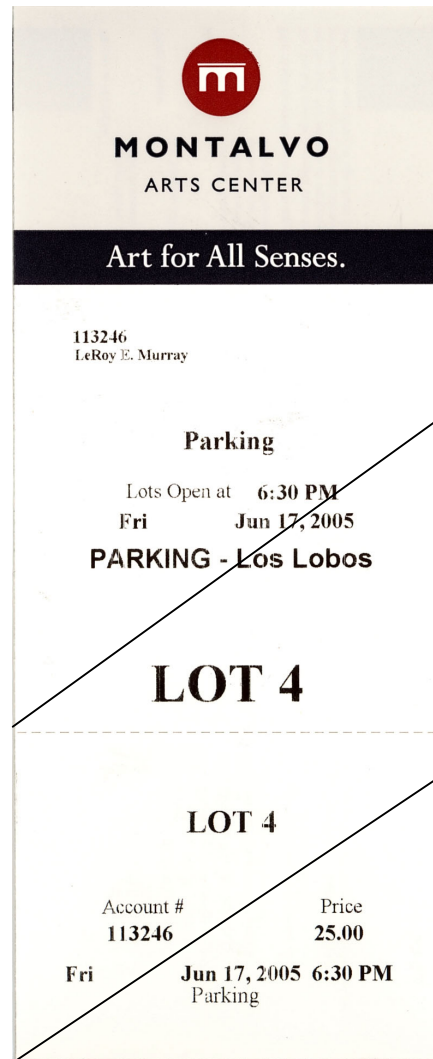 MONTALVO
ARTS CENTER
Art for All Senses.
113246
LeRoy E. Murray
Parking
Lots Open at 6:30 PM
Fri Jun 17, 2005
PARKING - Los Lobos
LOT 4
LOT 4
Account # Price
113246 25.00
Fri Jun 17, 2005 6:30 PM
Parking